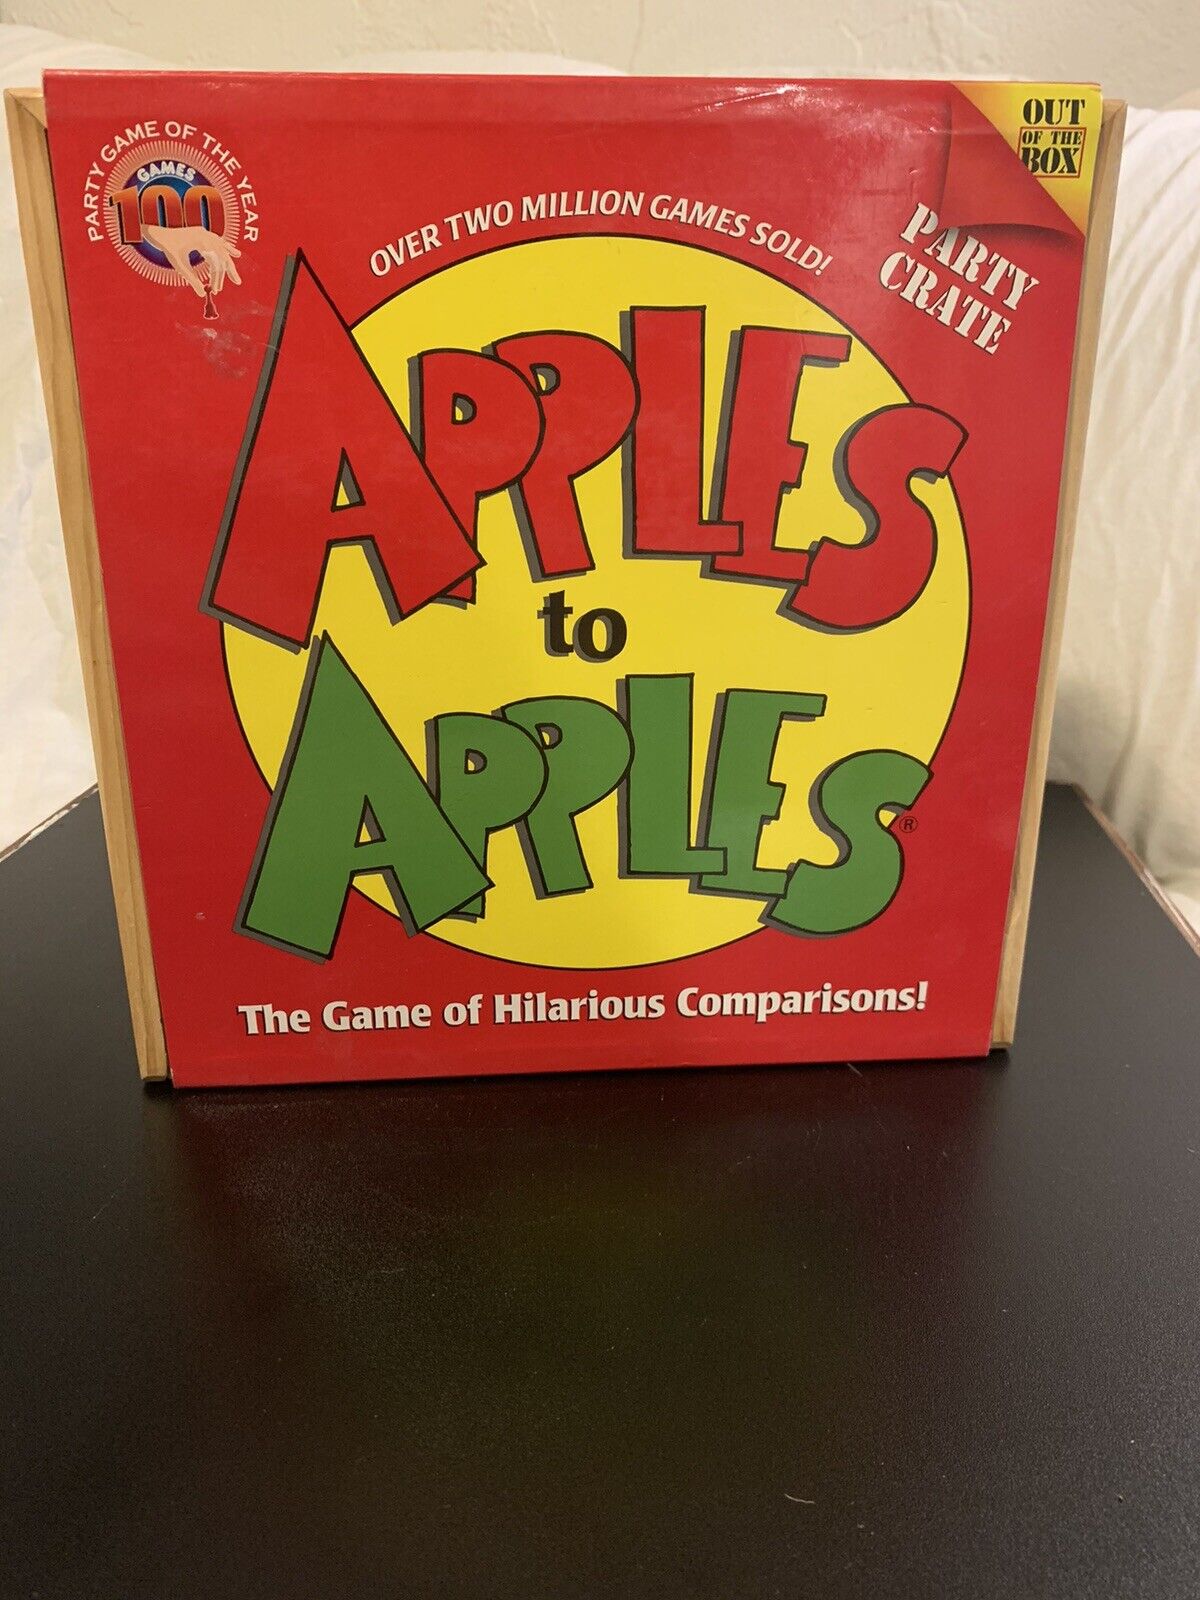 PARTY GAME OF THE YEAR
GAMES
100
OVER TWO MILLION GAMES SOLD!
OUT
OF THE
BOX
PARTY
CRATE
APPLES
to
APPLES®
The Game of Hilarious Comparisons!